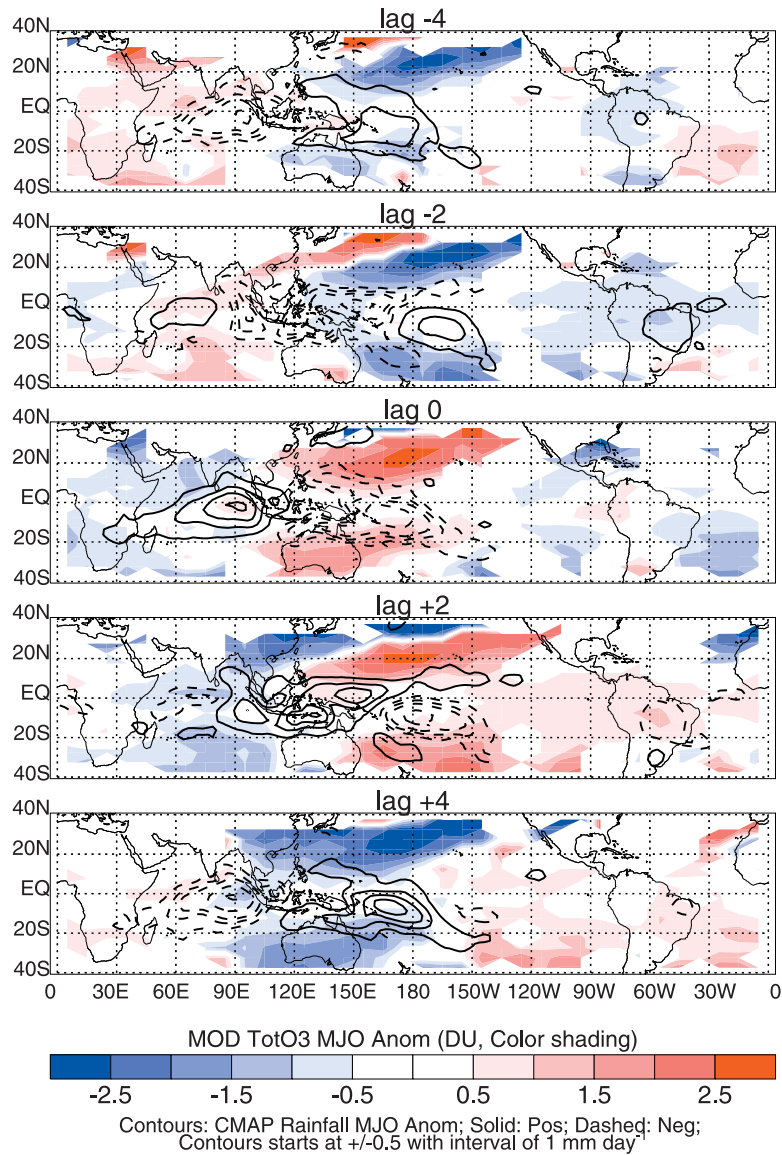 lag -4
40N
20N
EQ
20S
40S
lag -2
40N
20N
EQ
20S
40S
lag 0
40N
20N
EQ
20S
40S
lag +2
40N
20N
EQ
20S
40S
lag +4
40N
20N
EQ
20S
40S
0 30E 60E 90E 120E 150E 180 150W 120W 90W 60W 30W 0
MOD TotO3 MJO Anom (DU, Color shading)
-2.5 -1.5 -0.5 0.5 1.5 2.5
Contours: CMAP Rainfall MJO Anom; Solid: Pos; Dashed: Neg;
Contours starts at +/-0.5 with interval of 1 mm day⁻¹